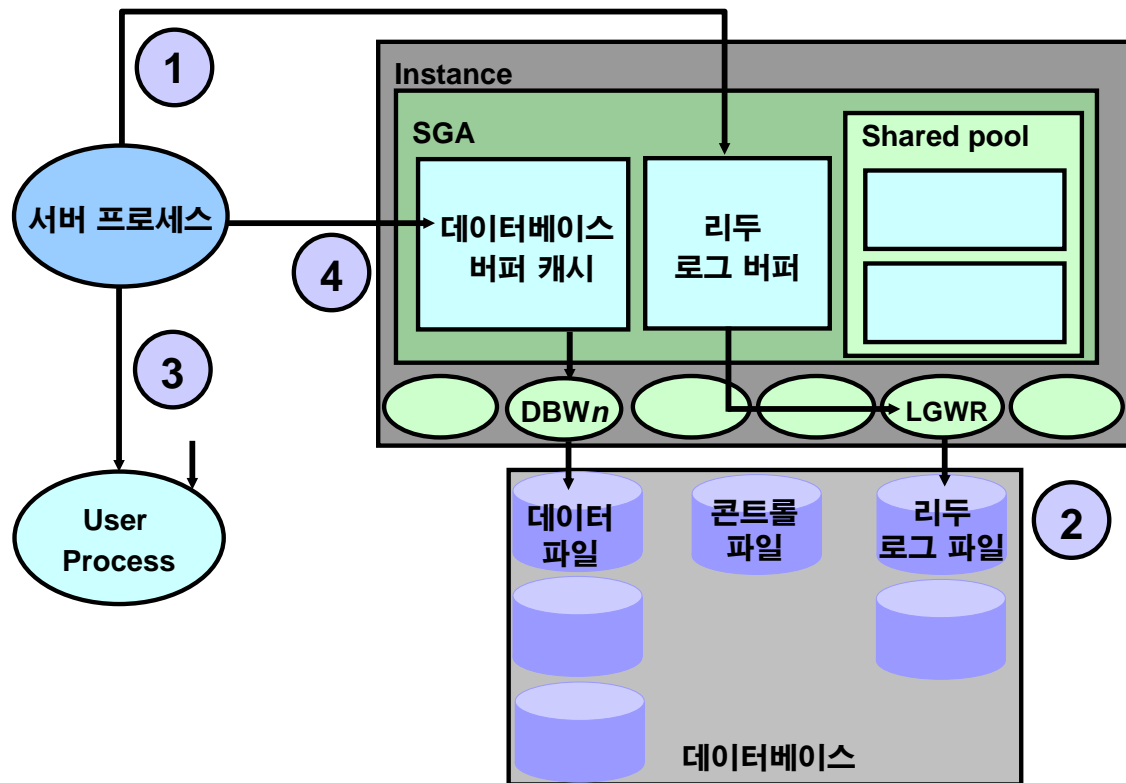 1
Instance
SGA
Shared pool
서버 프로세스
데이터베이스
버퍼 캐시
리두
로그 버퍼
4
3
DBWn
LGWR
User
Process
데이터
파일
콘트롤
파일
리두
로그 파일
2
데이터베이스